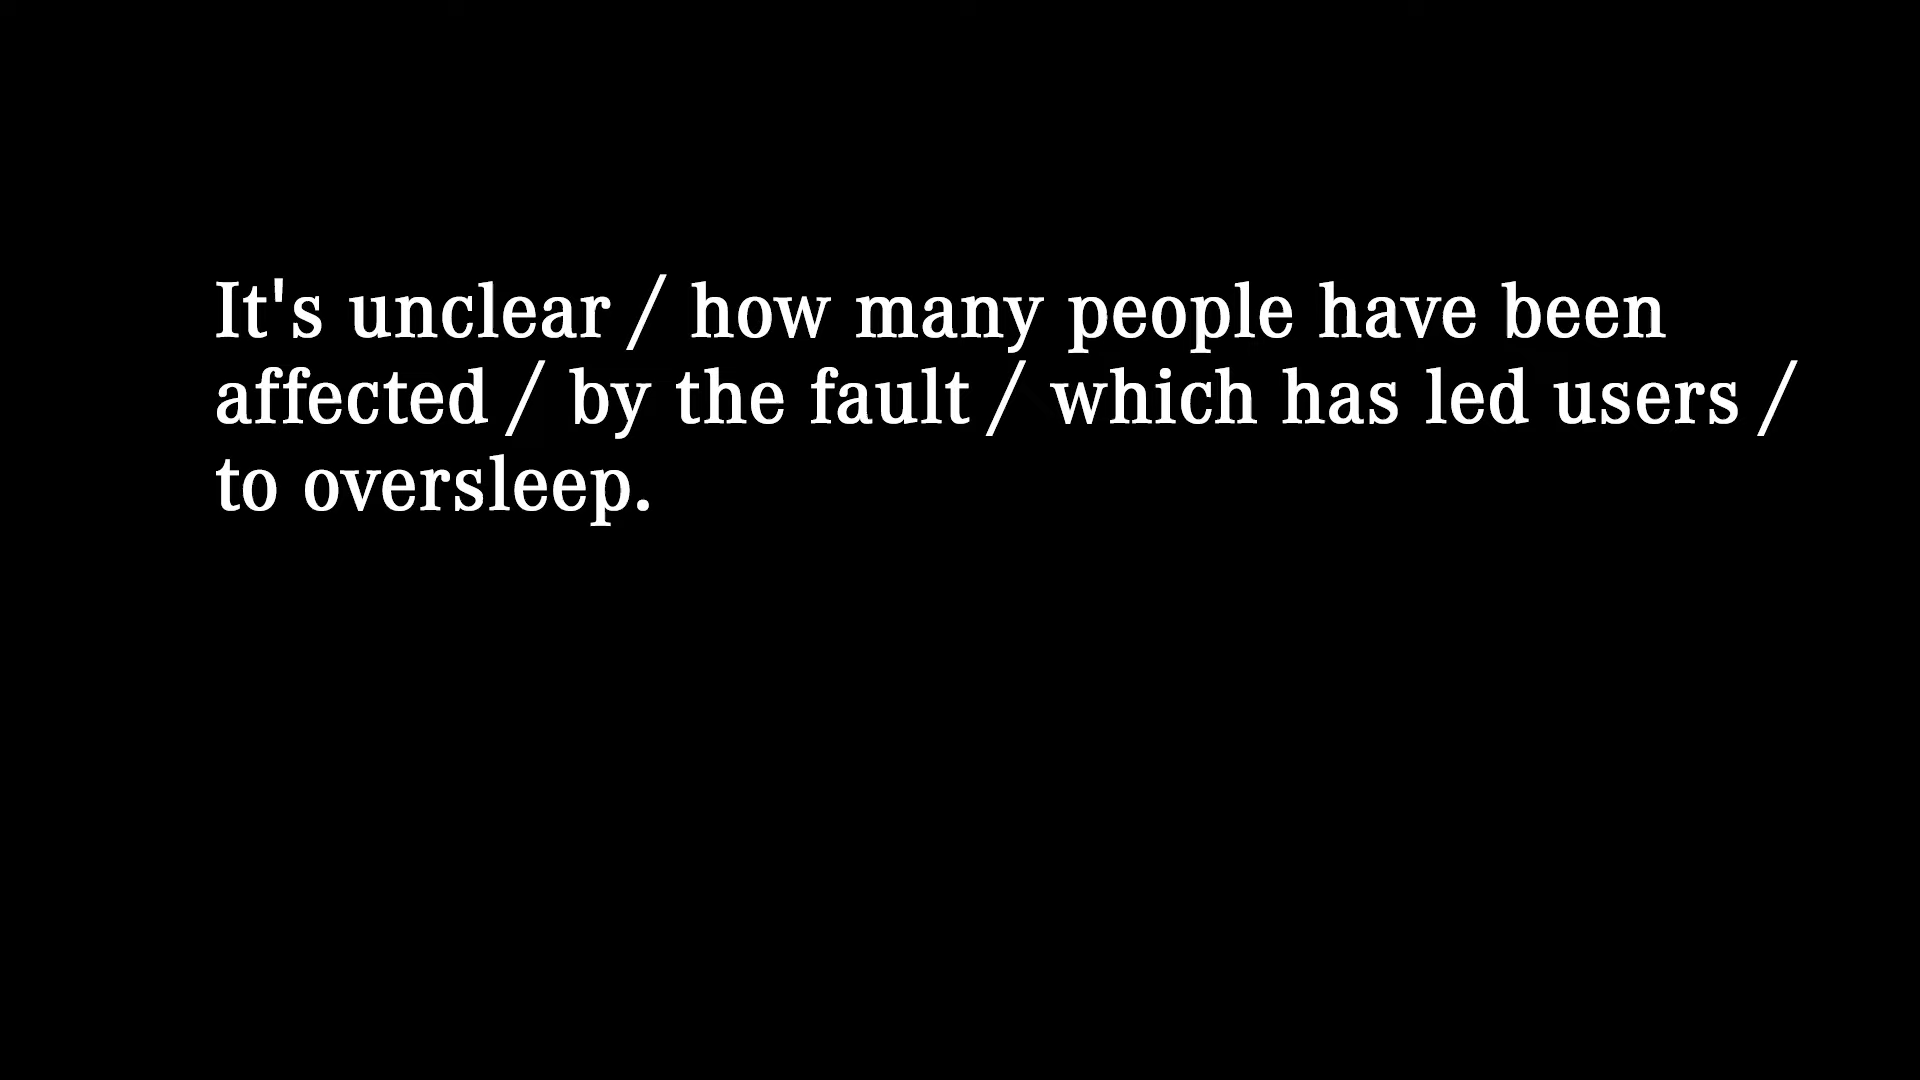 It's unclear / how many people have been
affected / by the fault / which has led users /
to oversleep.